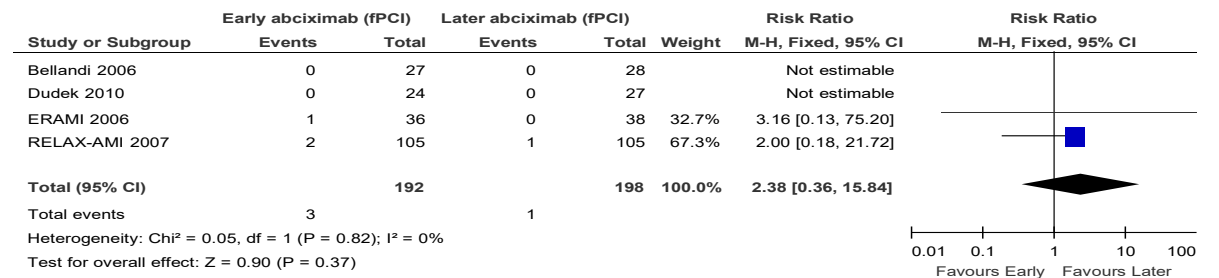 Early abciximab (fPCI) Later abciximab (fPCI) Risk Ratio Risk Ratio
Study or Subgroup Events Total Events Total Weight M-H, Fixed, 95% CI M-H, Fixed, 95% CI
Bellandi 2006 0 27 0 28 Not estimable
Dudek 2010 0 24 0 27 Not estimable
ERAMI 2006 1 36 0 38 32.7% 3.16 [0.13, 75.20]
RELAX-AMI 2007 2 105 1 105 67.3% 2.00 [0.18, 21.72]
Total (95% CI) 192 198 100.0% 2.38 [0.36, 15.84]
Total events 3 1
Heterogeneity: Chi² = 0.05, df = 1 (P = 0.82); I² = 0%
Test for overall effect: Z = 0.90 (P = 0.37)
0.01 0.1 1 10 100
Favours Early Favours Later